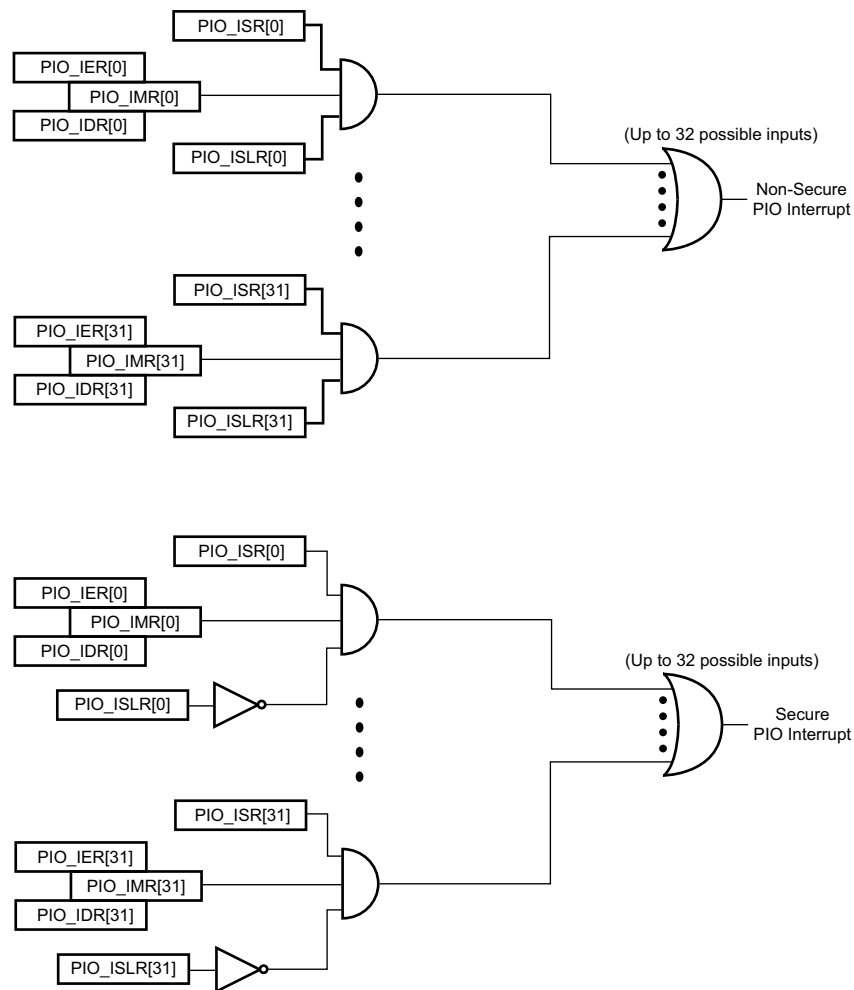 PIO_ISR[0]
PIO_IER[0]
PIO_IMR[0]
PIO_IDR[0]
PIO_ISLR[0]
(Up to 32 possible inputs)
Non-Secure
PIO Interrupt
PIO_ISR[31]
PIO_IER[31]
PIO_IMR[31]
PIO_IDR[31]
PIO_ISLR[31]
PIO_ISR[0]
PIO_IER[0]
PIO_IMR[0]
PIO_IDR[0]
PIO_ISLR[0]
(Up to 32 possible inputs)
Secure
PIO Interrupt
PIO_ISR[31]
PIO_IER[31]
PIO_IMR[31]
PIO_IDR[31]
PIO_ISLR[31]